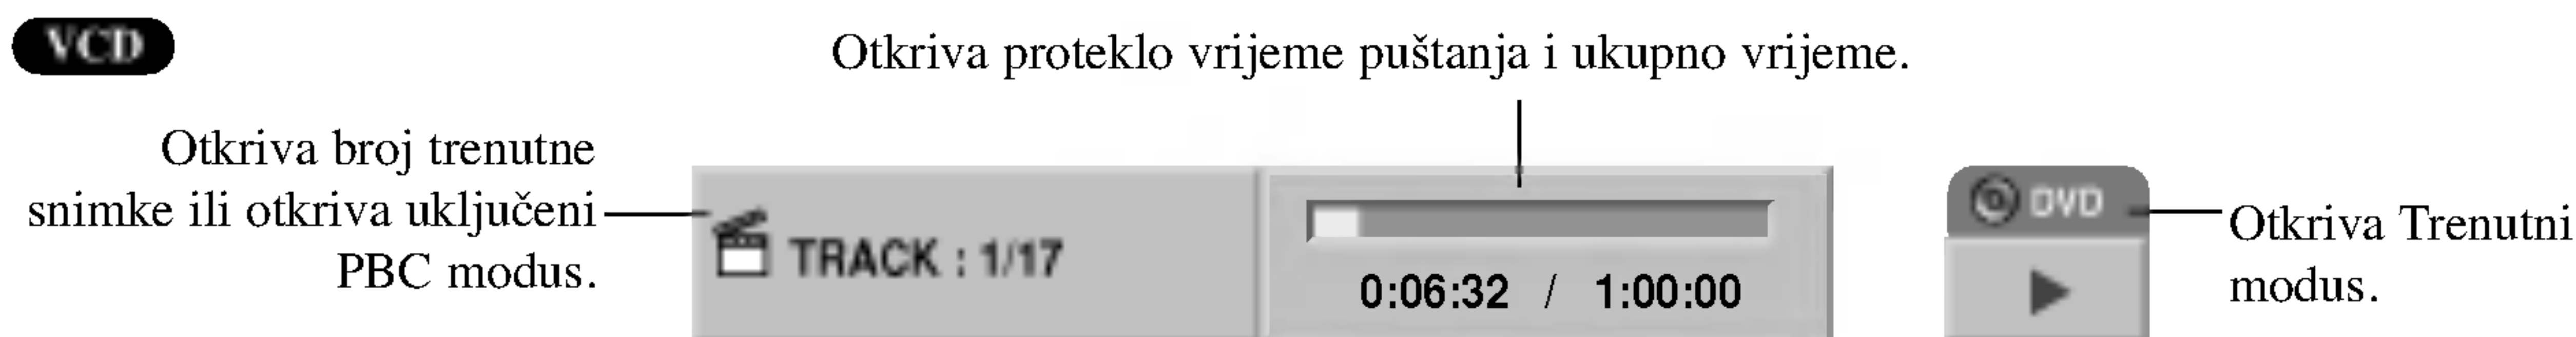 VCD
Otkriva proteklo vrijeme puštanja i ukupno vrijeme.
Otkriva broj trenutne
snimke ili otkriva uključeni
PBC modus.
TRACK : 1/17
0:06:32 / 1:00:00
DVD
Otkriva Trenutni
modus.